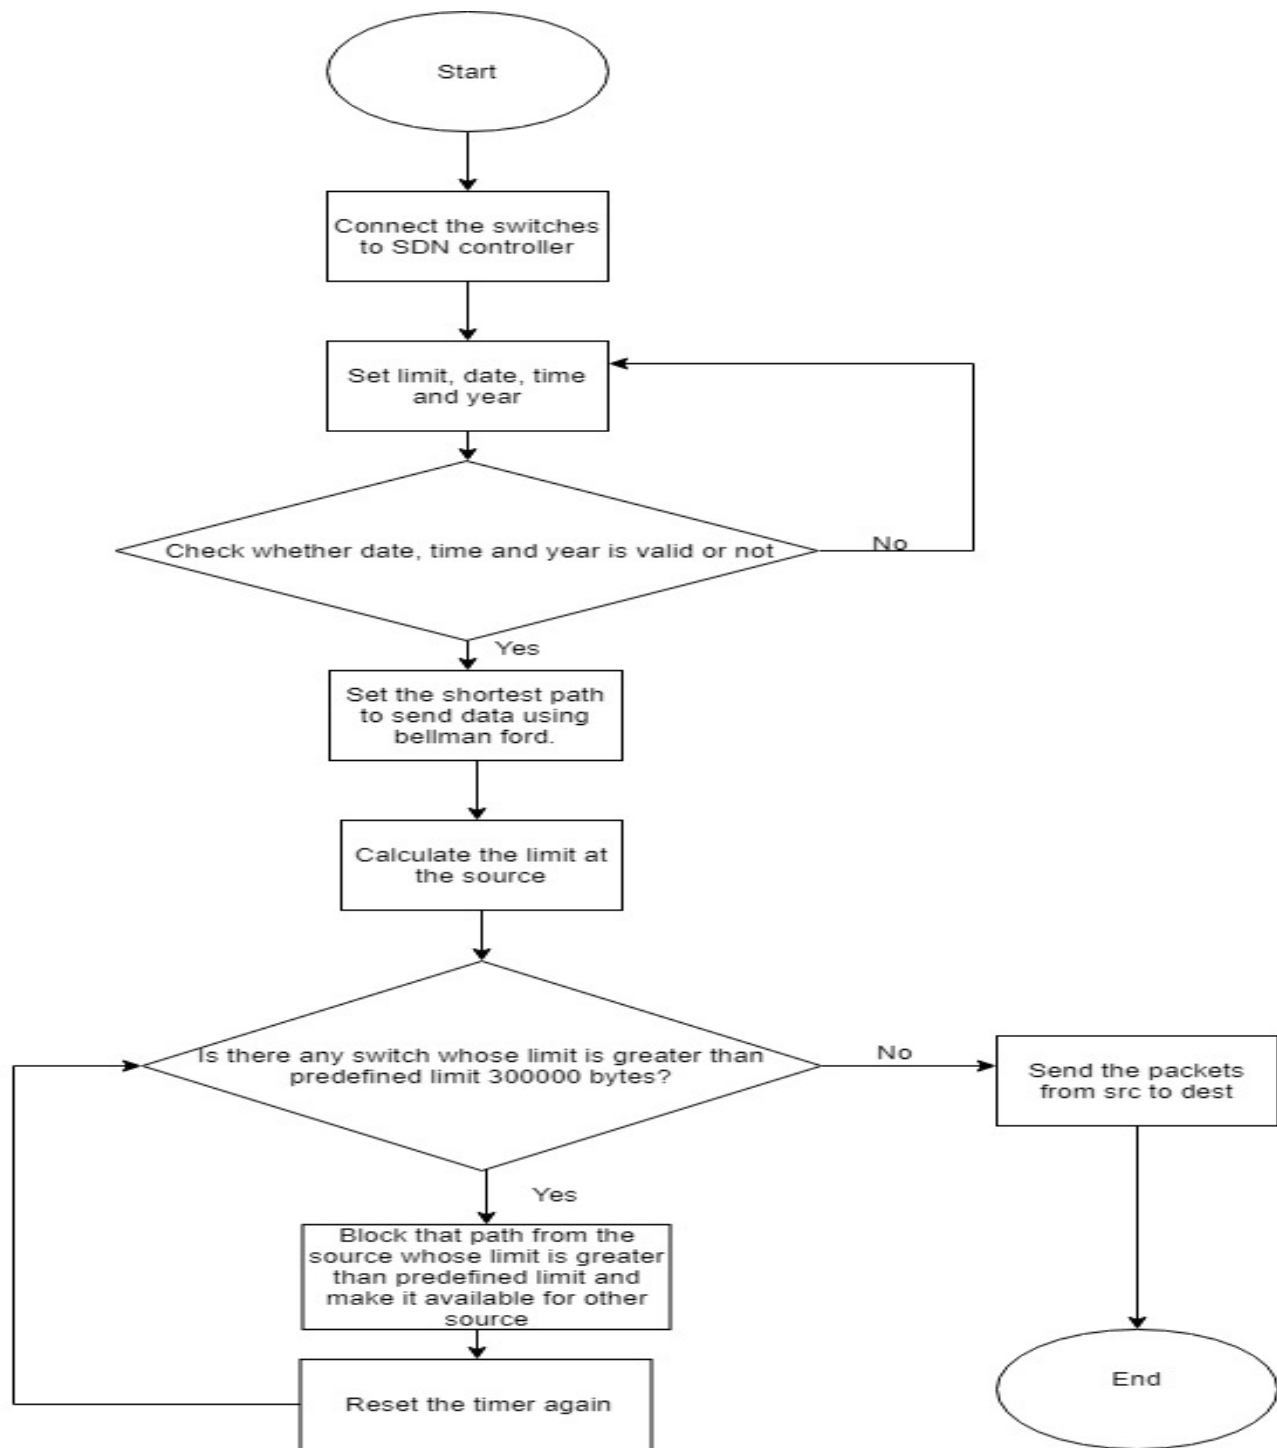 Start
Connect the switches
to SDN controller
Set limit, date, time
and year
Check whether date, time and year is valid or not
No
Yes
Set the shortest path
to send data using
bellman ford.
Calculate the limit at
the source
Is there any switch whose limit is greater than
predefined limit 300000 bytes?
No
Send the packets
from src to dest
Yes
Block that path from the
source whose limit is greater
than predefined limit and
make it available for other
source
Reset the timer again
End